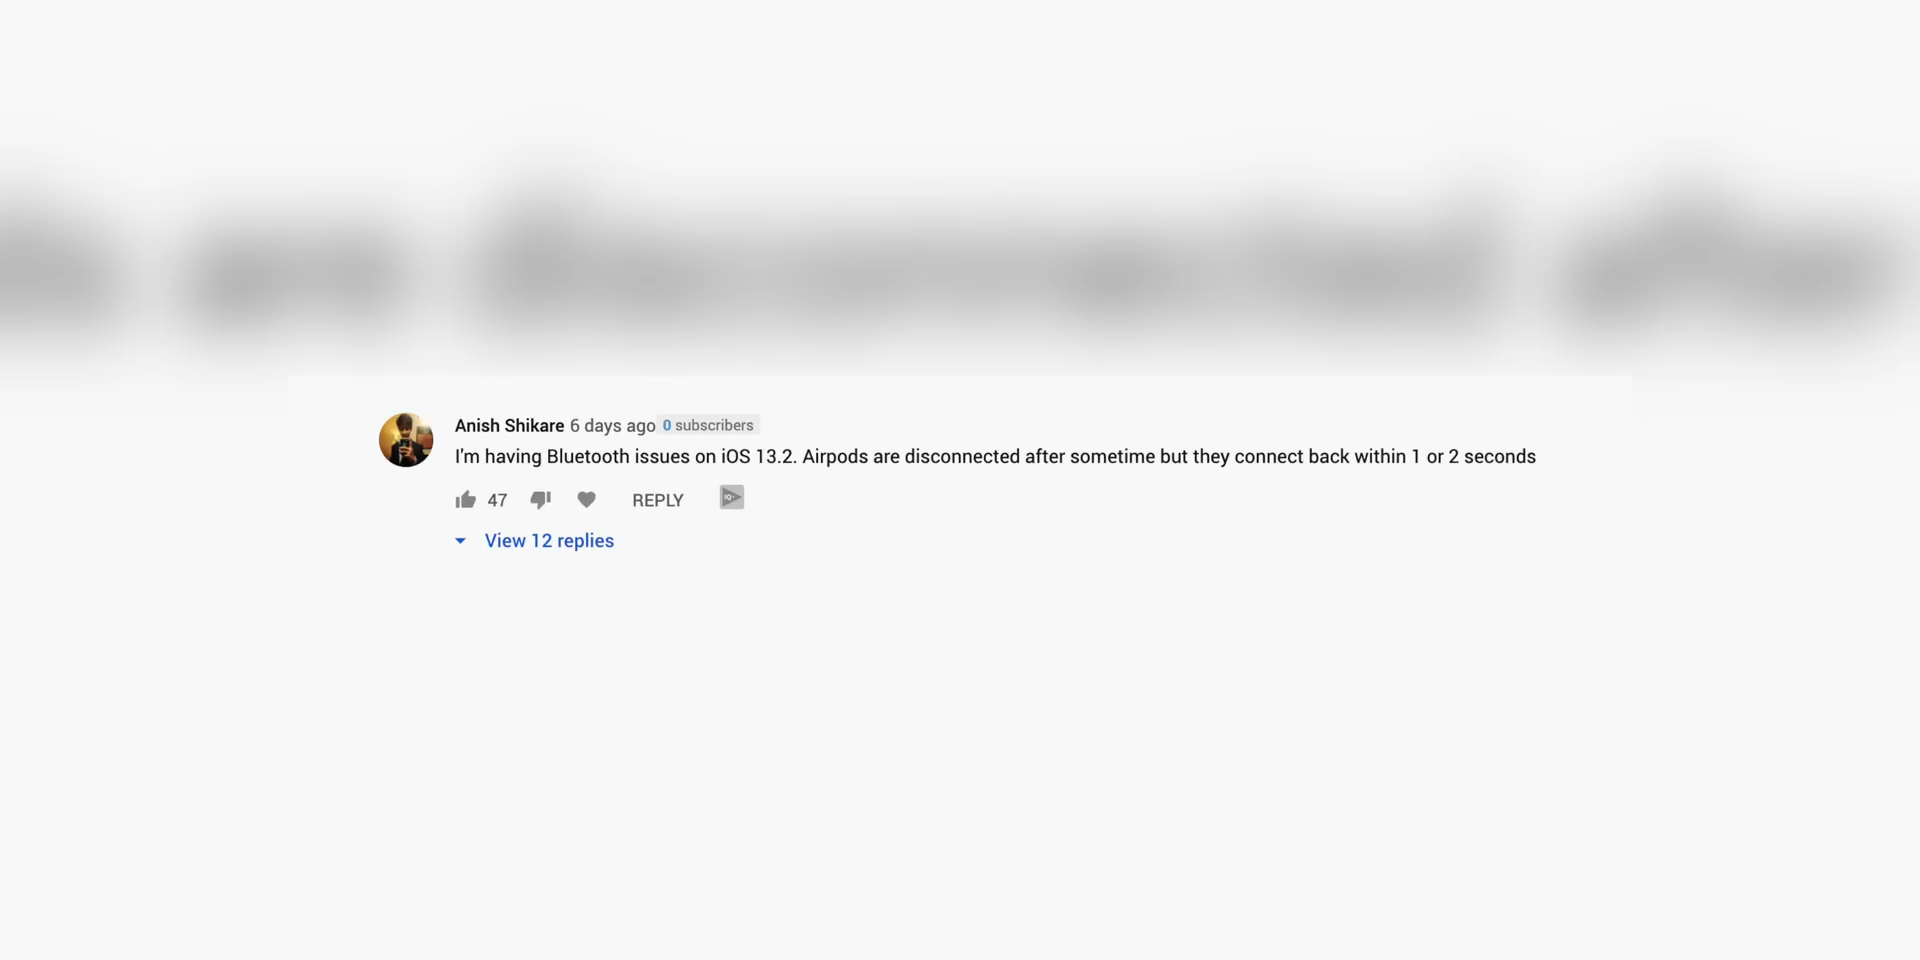 Anish Shikare 6 days ago 0 subscribers
I'm having Bluetooth issues on iOS 13.2. Airpods are disconnected after sometime but they connect back within 1 or 2 seconds
47 REPLY IQ
View 12 replies